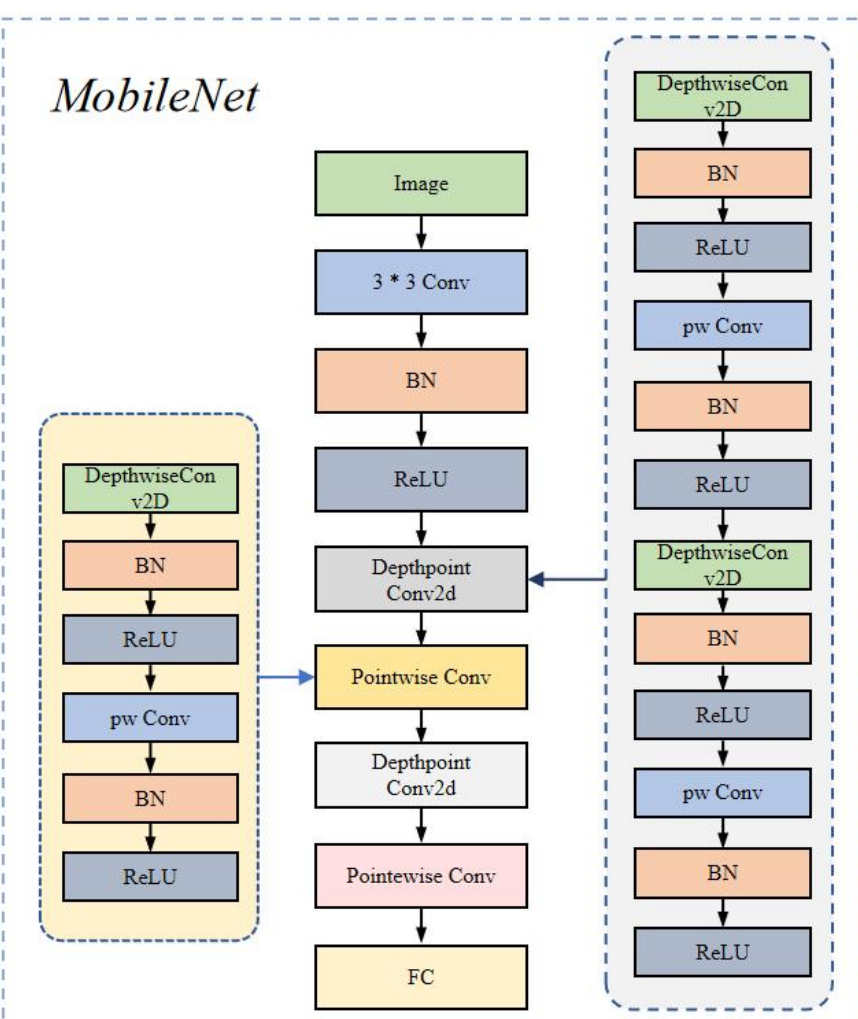 MobileNet
Image
3 * 3 Conv
BN
ReLU
Depthpoint
Conv2d
Pointwise Conv
Depthpoint
Conv2d
Pointewise Conv
FC
DepthwiseCon
v2D
BN
ReLU
pw Conv
BN
ReLU
DepthwiseCon
v2D
BN
ReLU
pw Conv
BN
ReLU
DepthwiseCon
v2D
BN
ReLU
pw Conv
BN
ReLU